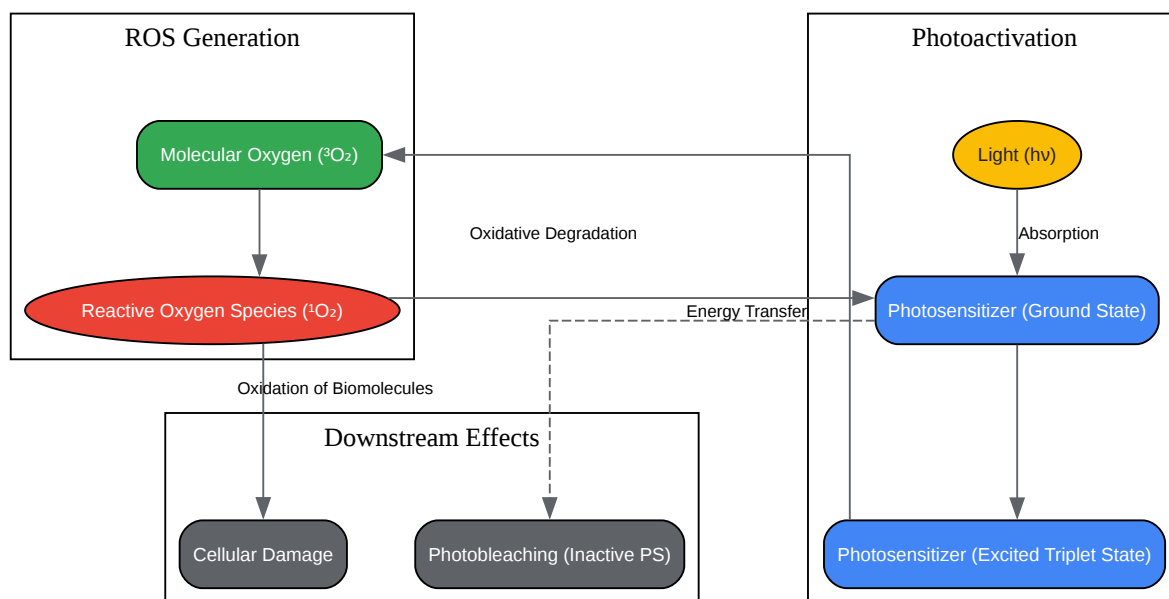 ROS Generation
Photoactivation
Molecular Oxygen (³O₂)
Light (hν)
Oxidative Degradation
Absorption
Reactive Oxygen Species (¹O₂)
Energy Transfer
Photosensitizer (Ground State)
Oxidation of Biomolecules
Downstream Effects
Cellular Damage
Photobleaching (Inactive PS)
Photosensitizer (Excited Triplet State)